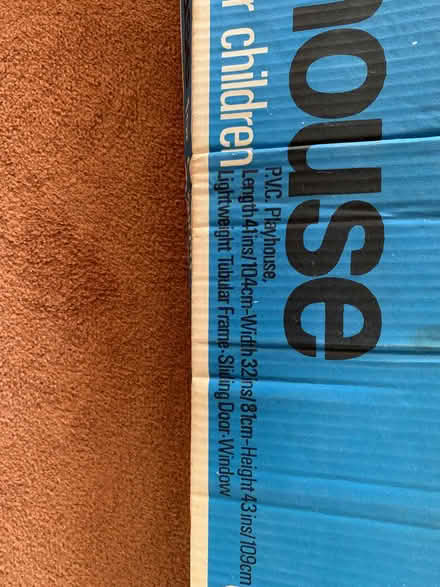 house
r children
P.V.C. Playhouse,
Length 41ins/104cm-Width 32ins/81cm-Height 43ins/109cm
Lightweight Tubular Frame·Sliding Door·Window